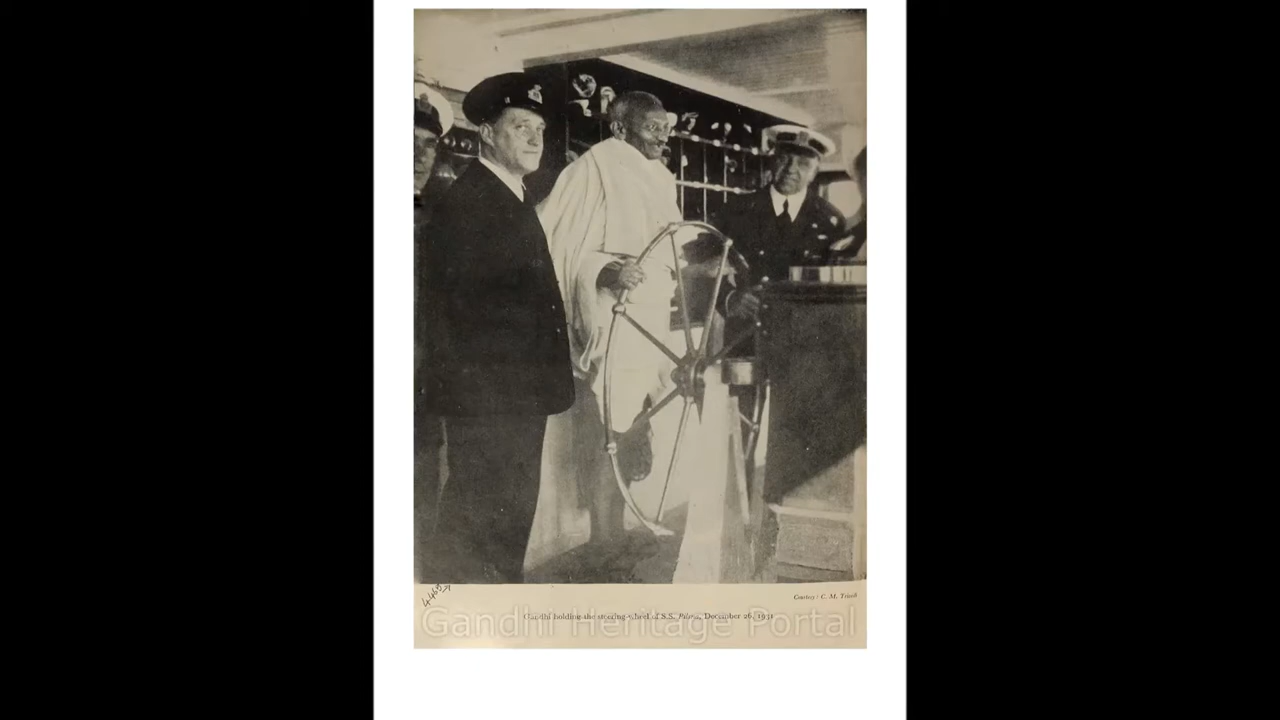 Courtesy: C. M. Trivedi
Gandhi holding the steering-wheel of S.S. Pilsna, December 26, 1931
Gandhi Heritage Portal